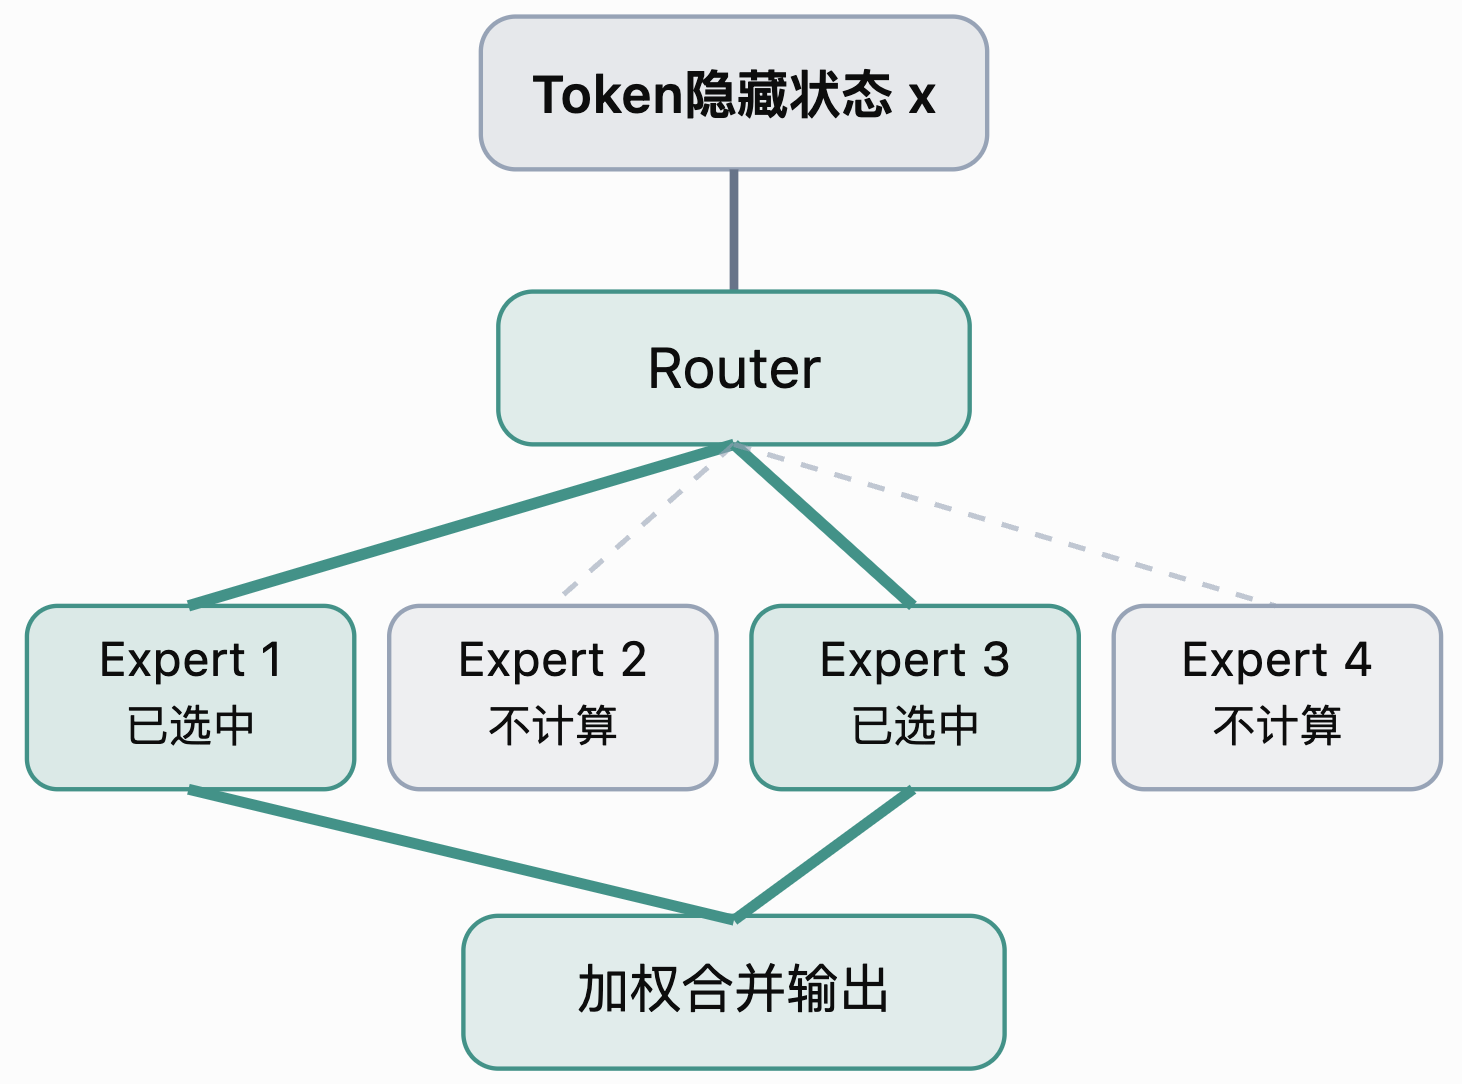 Token隐藏状态 x
Router
Expert 1
已选中
Expert 2
不计算
Expert 3
已选中
Expert 4
不计算
加权合并输出